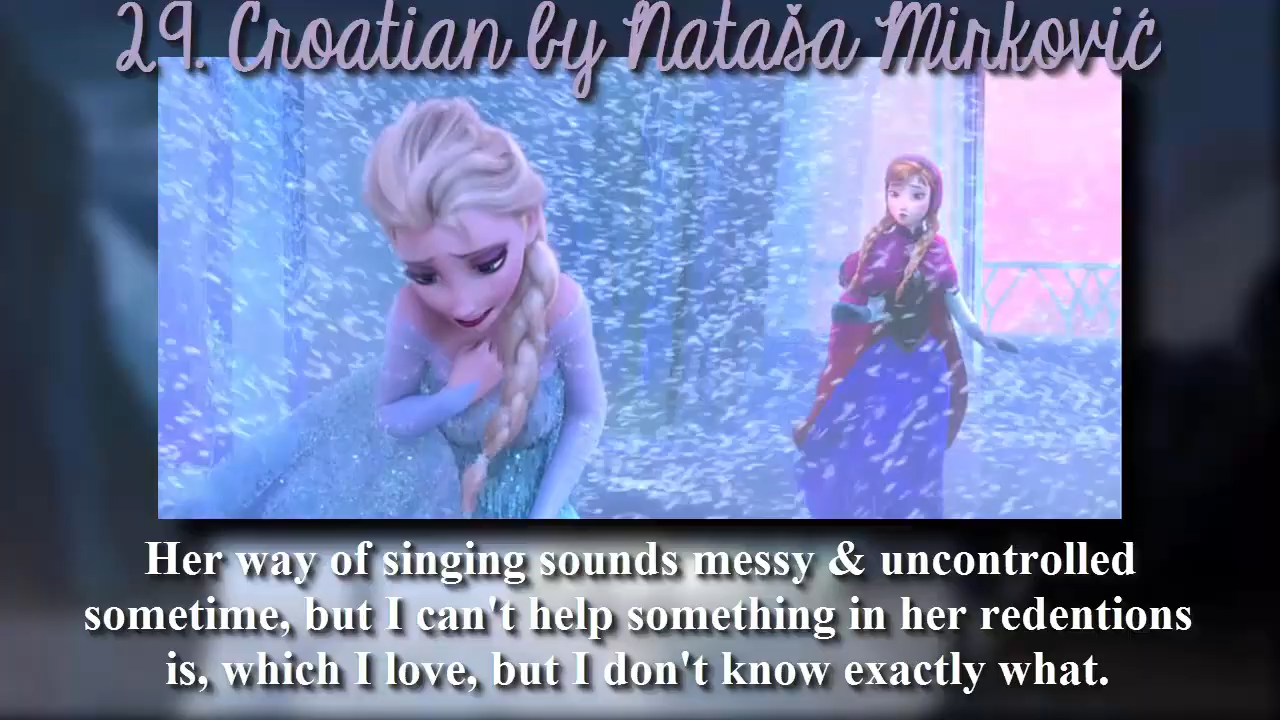 29. Croatian by Nataša Mirković
Her way of singing sounds messy & uncontrolled
sometime, but I can't help something in her redentions
is, which I love, but I don't know exactly what.